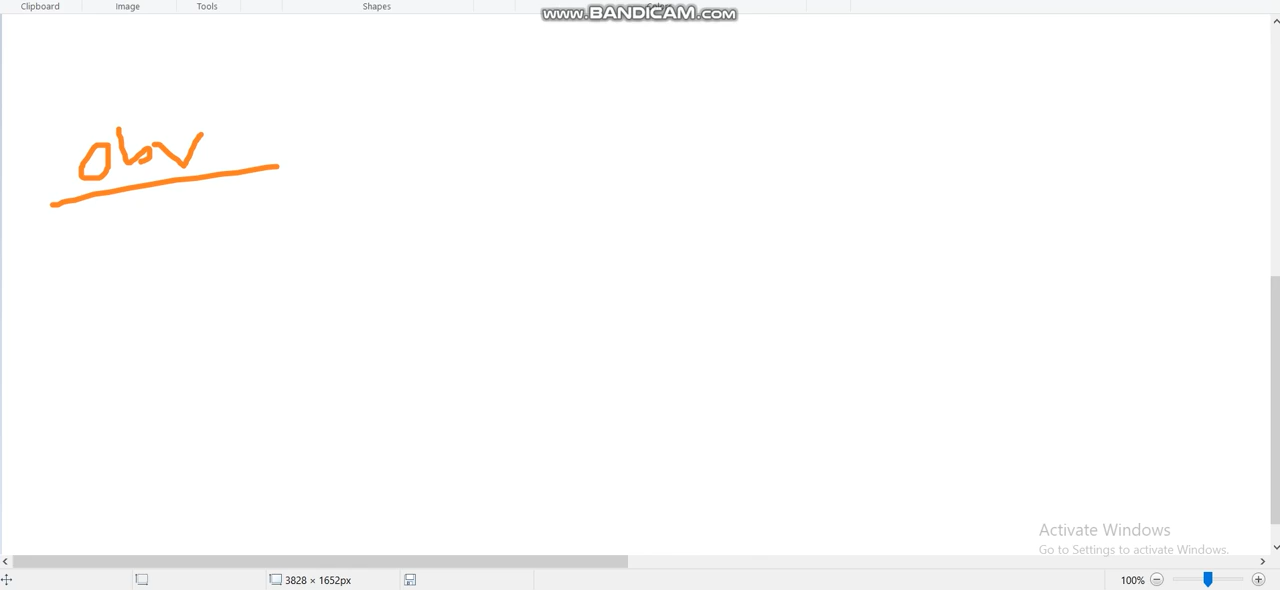 Clipboard Image Tools Shapes
www.BANDICAM.com
obv
Activate Windows
Go to Settings to activate Windows.
3828 × 1652px 100%